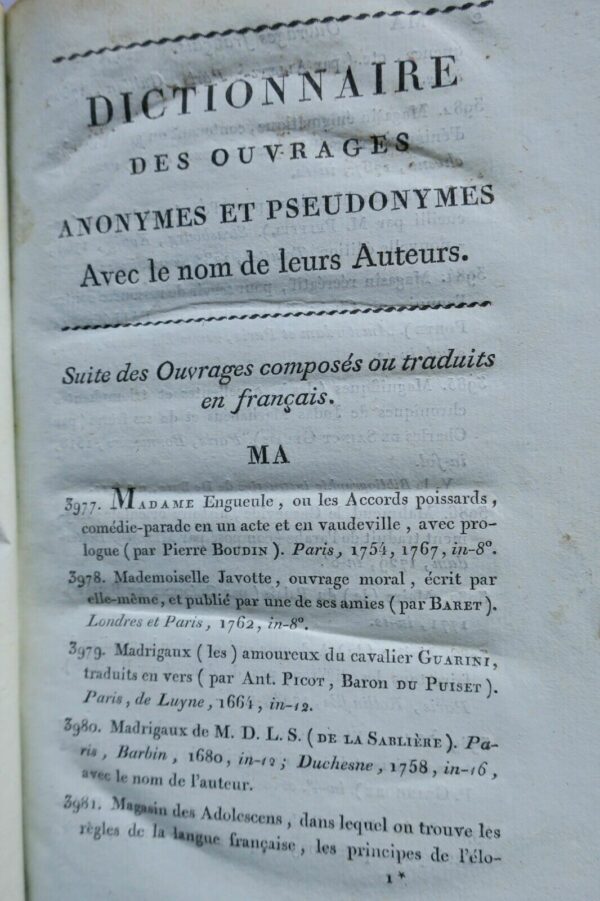 DICTIONNAIRE
DES OUVRAGES
ANONYMES ET PSEUDONYMES
Avec le nom de leurs Auteurs.
Suite des Ouvrages composés ou traduits
en français.
MA
3977. MADAME Engueule, ou les Accords poissards,
comédie-parade en un acte et en vaudeville, avec pro-
logue (par Pierre BOUDIN). Paris, 1754, 1767, in-8°.
3978. Mademoiselle Javotte, ouvrage moral, écrit par
elle-même, et publié par une de ses amies (par BARET).
Londres et Paris, 1762, in-8°.
3979. Madrigaux (les) amoureux du cavalier GUARINI,
traduits en vers (par Ant. PICOT, Baron DU PUISET).
Paris, de Luyne, 1664, in-12.
3980. Madrigaux de M. D. L. S. (DE LA SABLIÈRE). Pa-
ris, Barbin, 1680, in-12; Duchesne, 1758, in-16,
avec le nom de l'auteur.
3981. Magasin des Adolescens, dans lequel on trouve les
règles de la langue française, les principes de l'élo-
1*